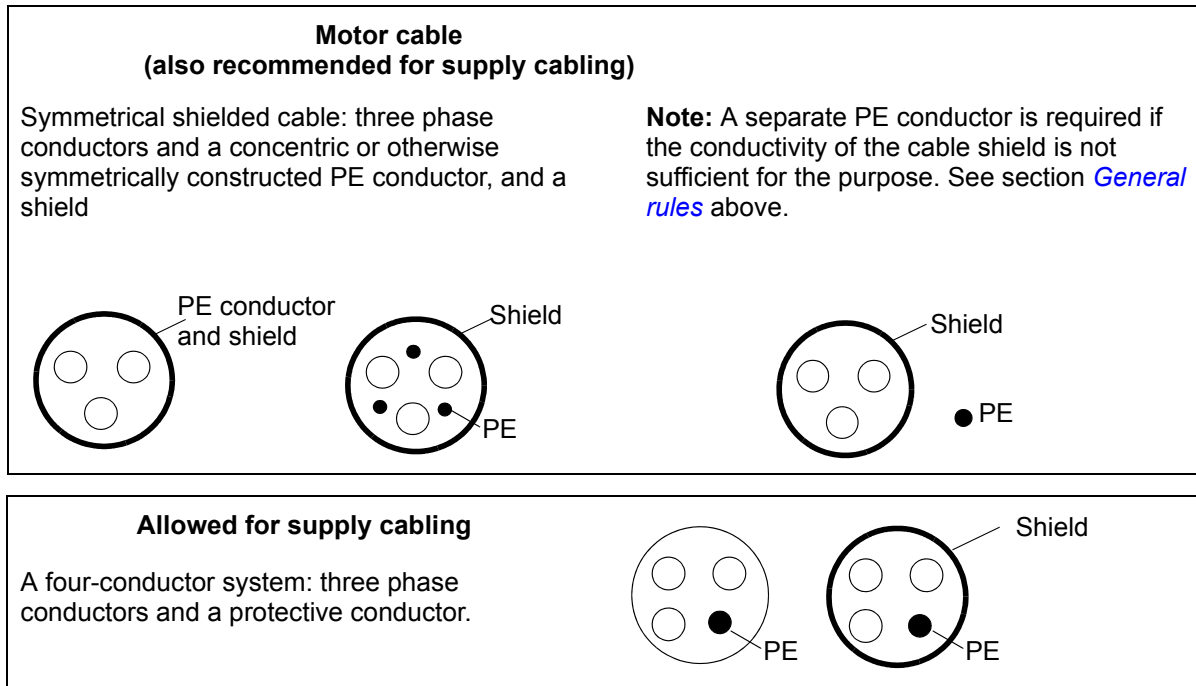 Motor cable
(also recommended for supply cabling)
Symmetrical shielded cable: three phase
conductors and a concentric or otherwise
symmetrically constructed PE conductor, and a
shield
Note: A separate PE conductor is required if
the conductivity of the cable shield is not
sufficient for the purpose. See section General
rules above.
PE conductor
and shield
Shield
PE
Shield
PE
Allowed for supply cabling
A four-conductor system: three phase
conductors and a protective conductor.
Shield
PE
PE